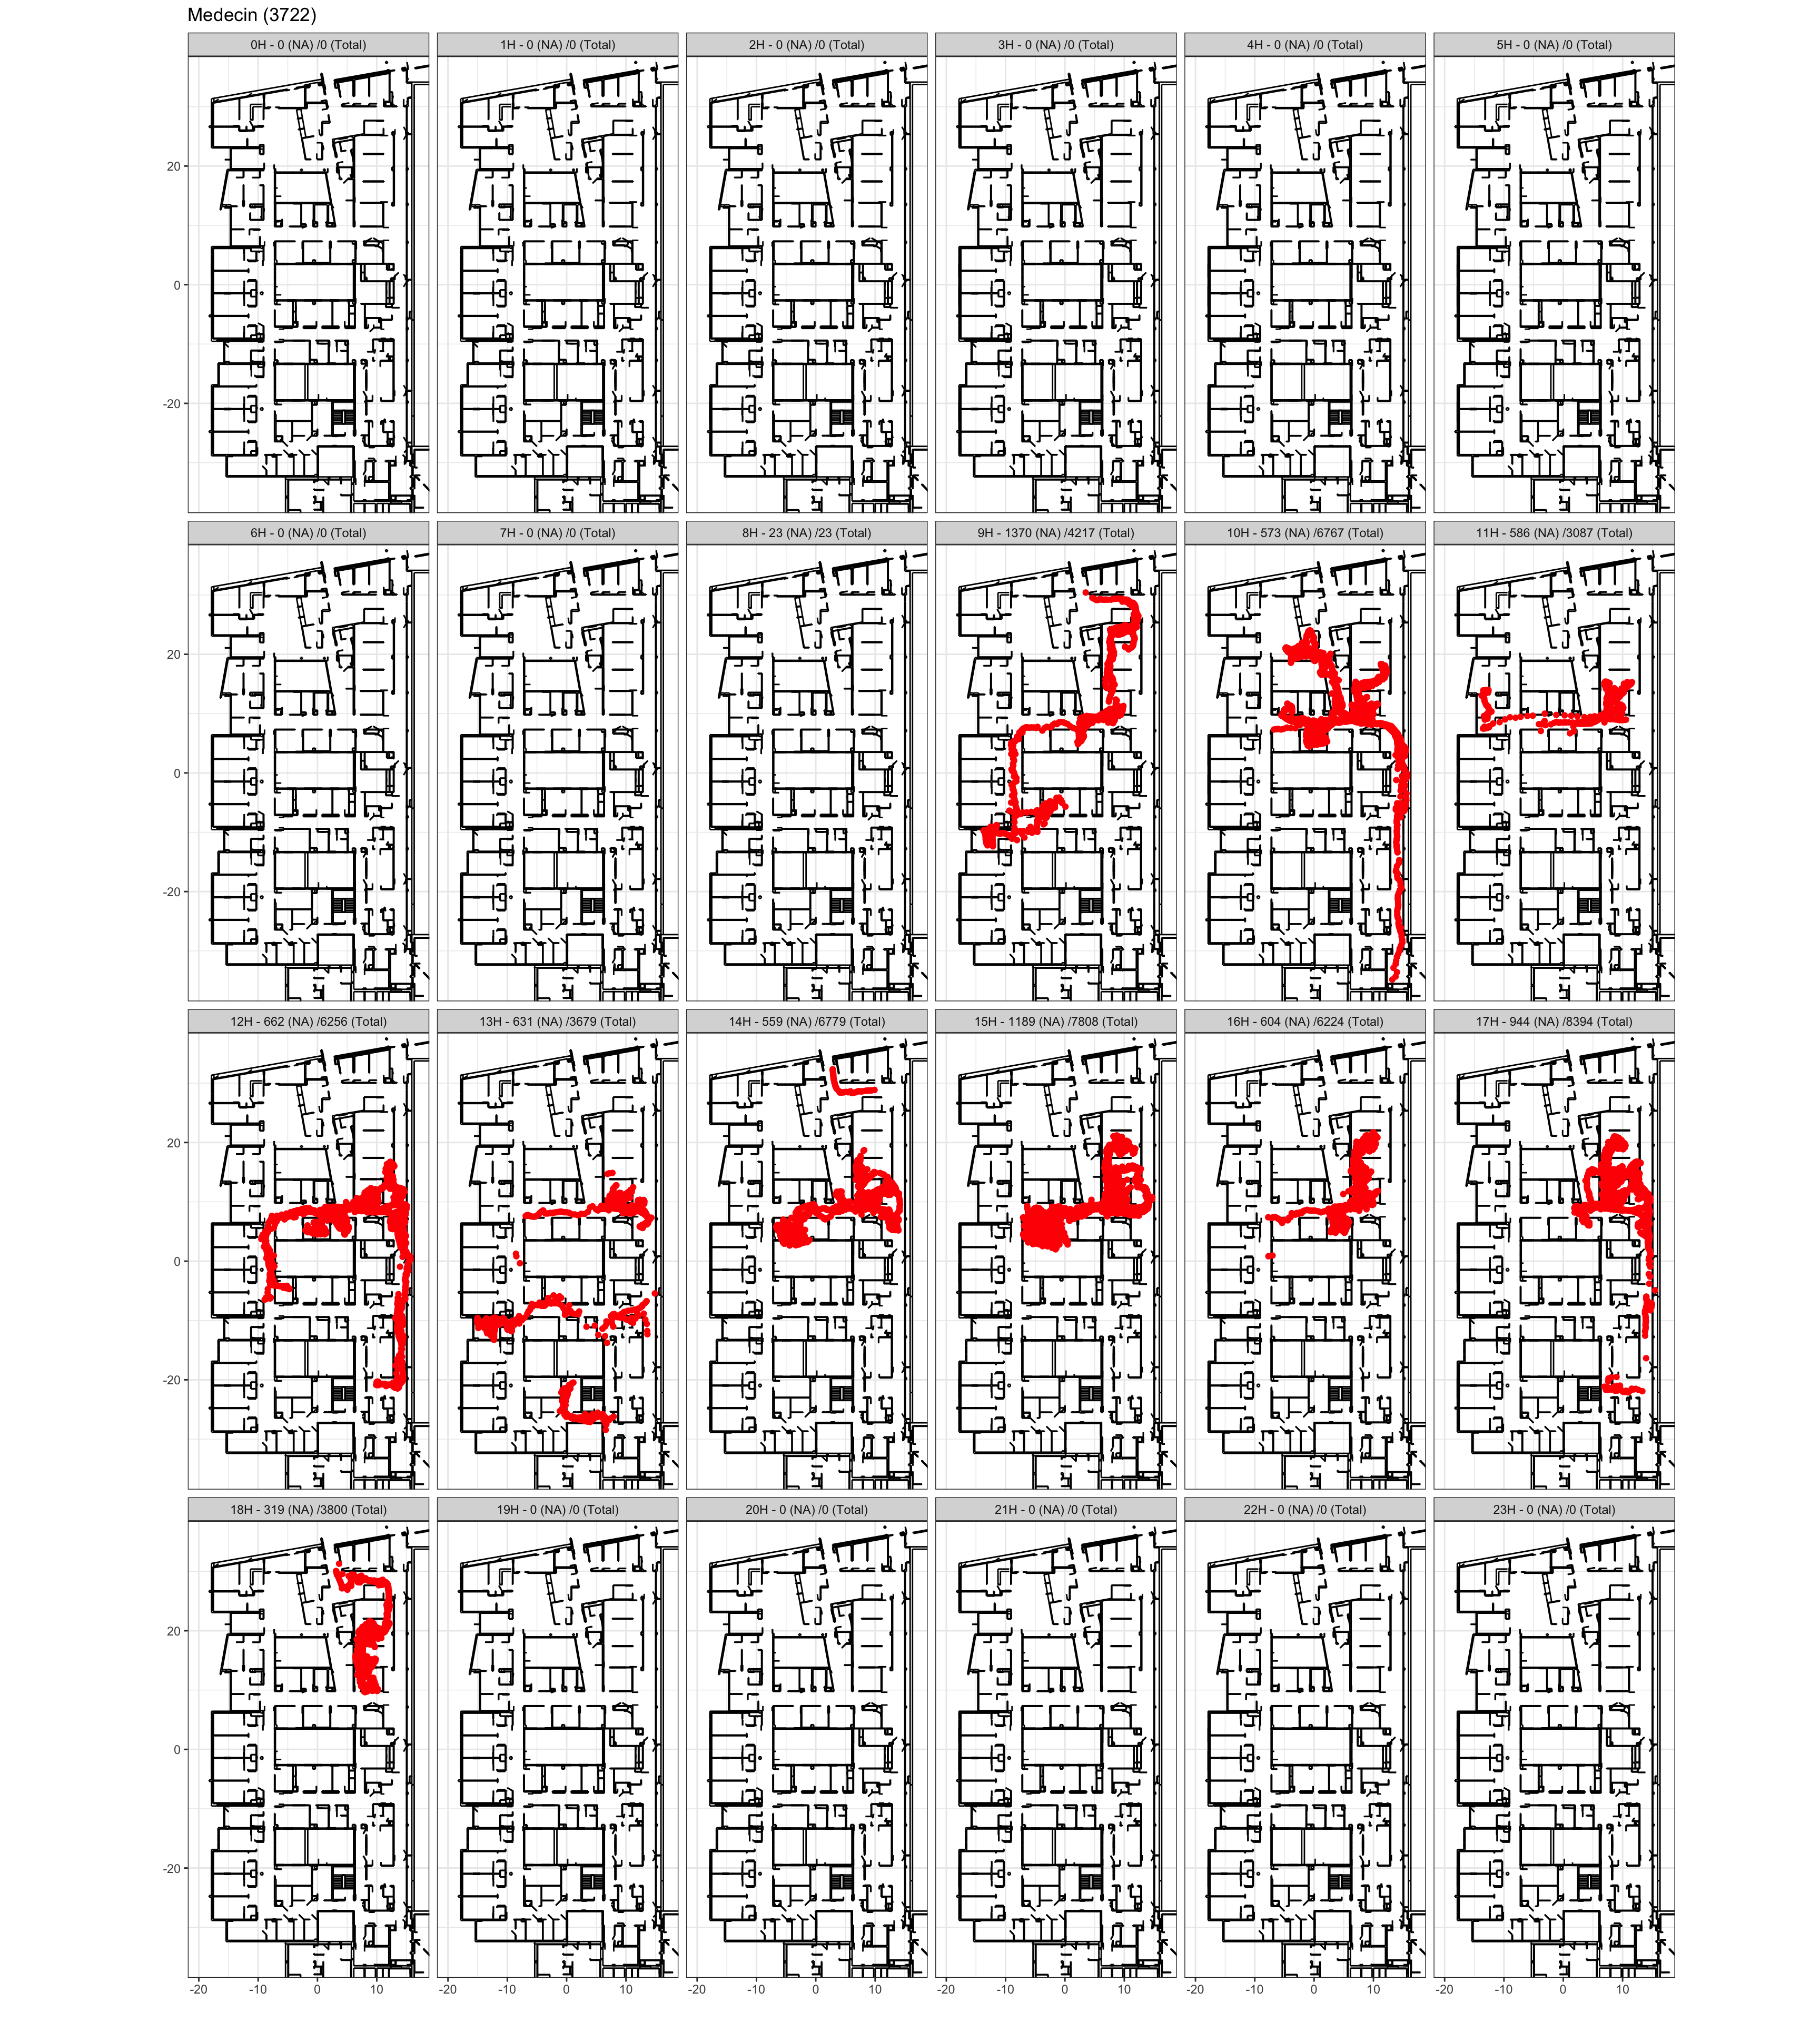 Medecin (3722)
0H - 0 (NA) /0 (Total) 1H - 0 (NA) /0 (Total) 2H - 0 (NA) /0 (Total) 3H - 0 (NA) /0 (Total) 4H - 0 (NA) /0 (Total) 5H - 0 (NA) /0 (Total)
20
0
-20
6H - 0 (NA) /0 (Total) 7H - 0 (NA) /0 (Total) 8H - 23 (NA) /23 (Total) 9H - 1370 (NA) /4217 (Total) 10H - 573 (NA) /6767 (Total) 11H - 586 (NA) /3087 (Total)
20
0
-20
12H - 662 (NA) /6256 (Total) 13H - 631 (NA) /3679 (Total) 14H - 559 (NA) /6779 (Total) 15H - 1189 (NA) /7808 (Total) 16H - 604 (NA) /6224 (Total) 17H - 944 (NA) /8394 (Total)
20
0
-20
18H - 319 (NA) /3800 (Total) 19H - 0 (NA) /0 (Total) 20H - 0 (NA) /0 (Total) 21H - 0 (NA) /0 (Total) 22H - 0 (NA) /0 (Total) 23H - 0 (NA) /0 (Total)
20
0
-20
-20 -10 0 10 -20 -10 0 10 -20 -10 0 10 -20 -10 0 10 -20 -10 0 10 -20 -10 0 10